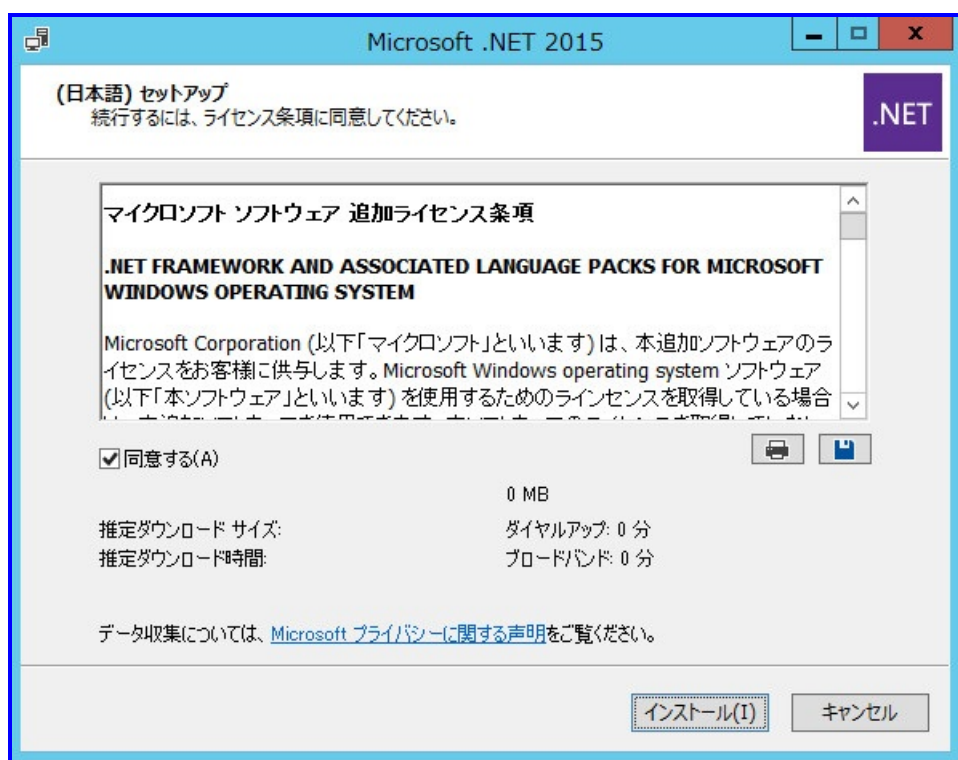 Microsoft .NET 2015
(日本語) セットアップ
続行するには、ライセンス条項に同意してください。
.NET
マイクロソフト ソフトウェア 追加ライセンス条項
.NET FRAMEWORK AND ASSOCIATED LANGUAGE PACKS FOR MICROSOFT
WINDOWS OPERATING SYSTEM
Microsoft Corporation (以下「マイクロソフト」といいます) は、本追加ソフトウェアのラ
イセンスをお客様に供与します。Microsoft Windows operating system ソフトウェア
(以下「本ソフトウェア」といいます) を使用するためのラインセンスを取得している場合
同意する(A)
0 MB
推定ダウンロード サイズ:
ダイヤルアップ: 0 分
推定ダウンロード時間:
ブロードバンド: 0 分
データ収集については、Microsoft プライバシーに関する声明をご覧ください。
インストール(I)
キャンセル